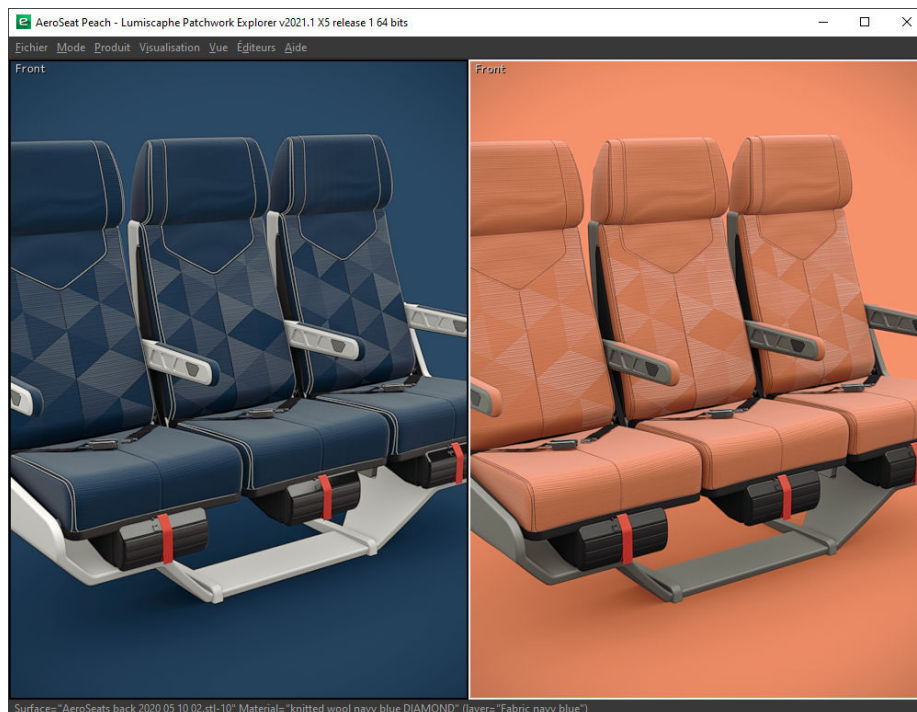 AeroSeat Peach - Lumiscaphe Patchwork Explorer v2021.1 X5 release 1 64 bits
Fichier Mode Produit Visualisation Vue Éditeurs Aide
Front
Front
Surface="AeroSeats back 2020 05 10 02.stl-10" Material="knitted wool navy blue DIAMOND" (layer="Fabric navy blue")